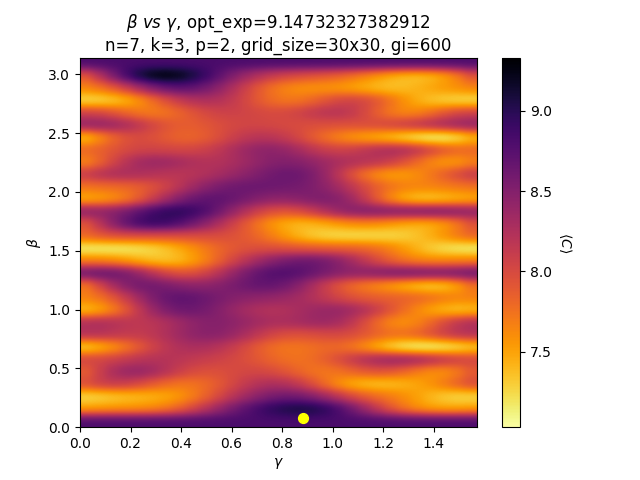 β vs γ, opt_exp=9.14732327382912
n=7, k=3, p=2, grid_size=30x30, gi=600
3.0
2.5
2.0
1.5
1.0
0.5
0.0
β
0.0 0.2 0.4 0.6 0.8 1.0 1.2 1.4
γ
9.0
8.5
8.0
7.5
⟨C⟩